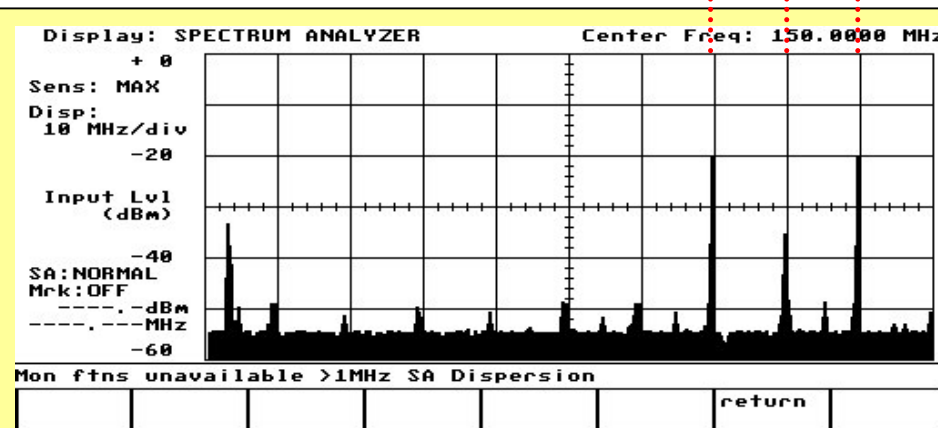 Display: SPECTRUM ANALYZER Center Freq: 150.0000 MHz
+ 0
Sens: MAX
Disp:
10 MHz/div
-20
Input Lvl
(dBm)
-40
SA:NORMAL
Mrk:OFF
----.-dBm
----.---MHz
-60
Mon ftns unavailable >1MHz SA Dispersion
return